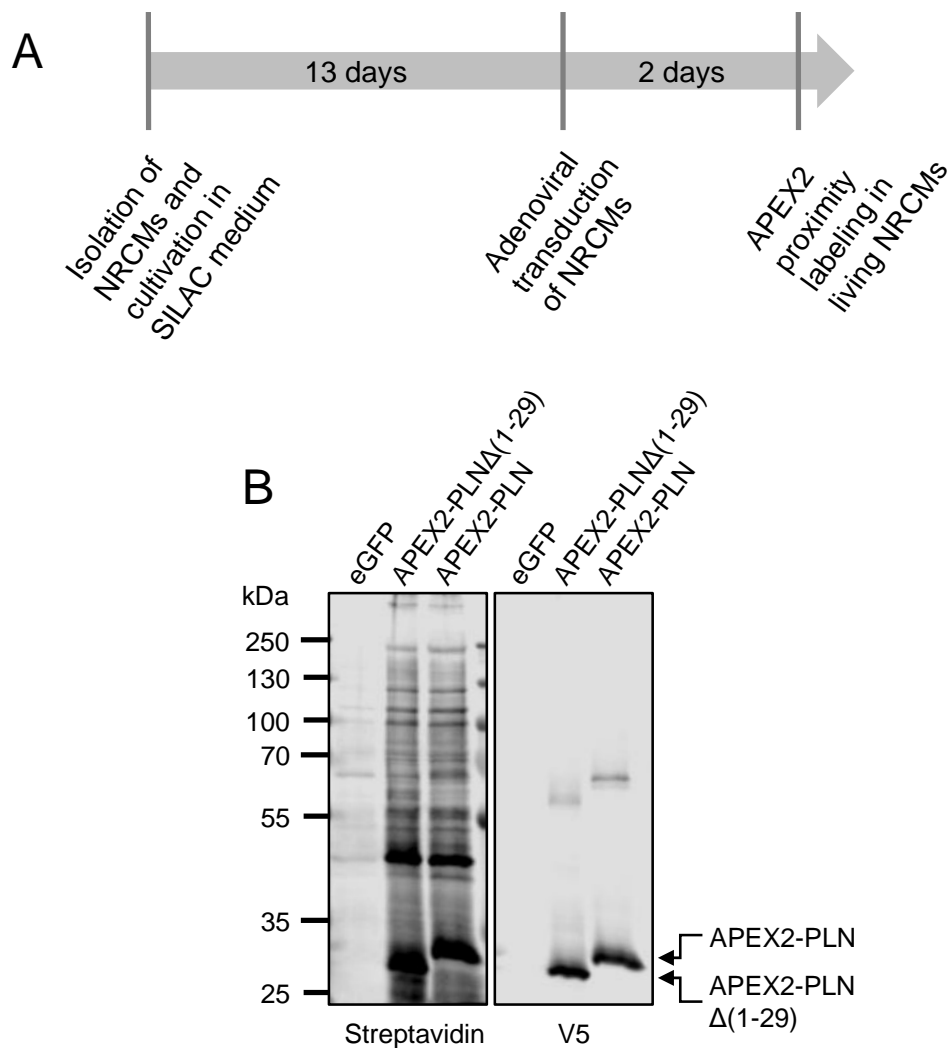 A
13 days
2 days
Isolation of
NRCMs and
cultivation in
SILAC medium
Adenoviral
transduction
of NRCMs
APEX2
proximity
labeling in
living NRCMs
B
eGFP
APEX2-PLNΔ(1-29)
APEX2-PLN
eGFP
APEX2-PLNΔ(1-29)
APEX2-PLN
kDa
250
130
100
70
55
35
25
APEX2-PLN
APEX2-PLN
Δ(1-29)
Streptavidin
V5